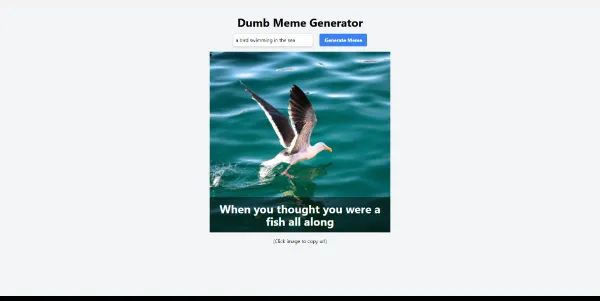 Dumb Meme Generator
a bird swimming in the sea
Generate Meme
When you thought you were a
fish all along
(Click image to copy url)